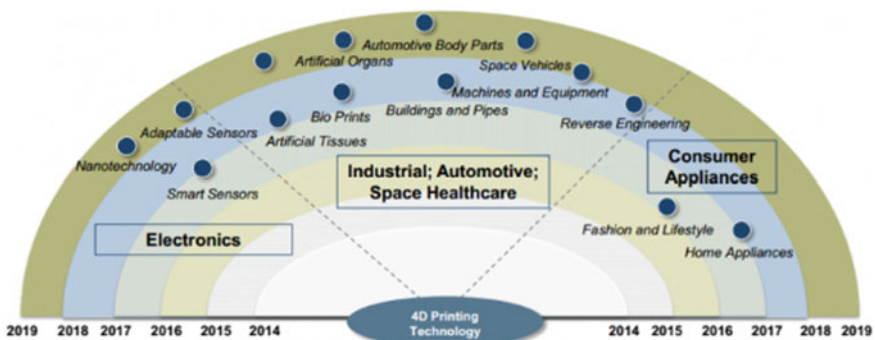 Automotive Body Parts
Artificial Organs
Space Vehicles
Machines and Equipment
Bio Prints
Buildings and Pipes
Reverse Engineering
Adaptable Sensors
Artificial Tissues
Nanotechnology
Smart Sensors
Industrial; Automotive;
Space Healthcare
Consumer
Appliances
Fashion and Lifestyle
Electronics
Home Appliances
4D Printing
Technology
2019 2018 2017 2016 2015 2014 2014 2015 2016 2017 2018 2019